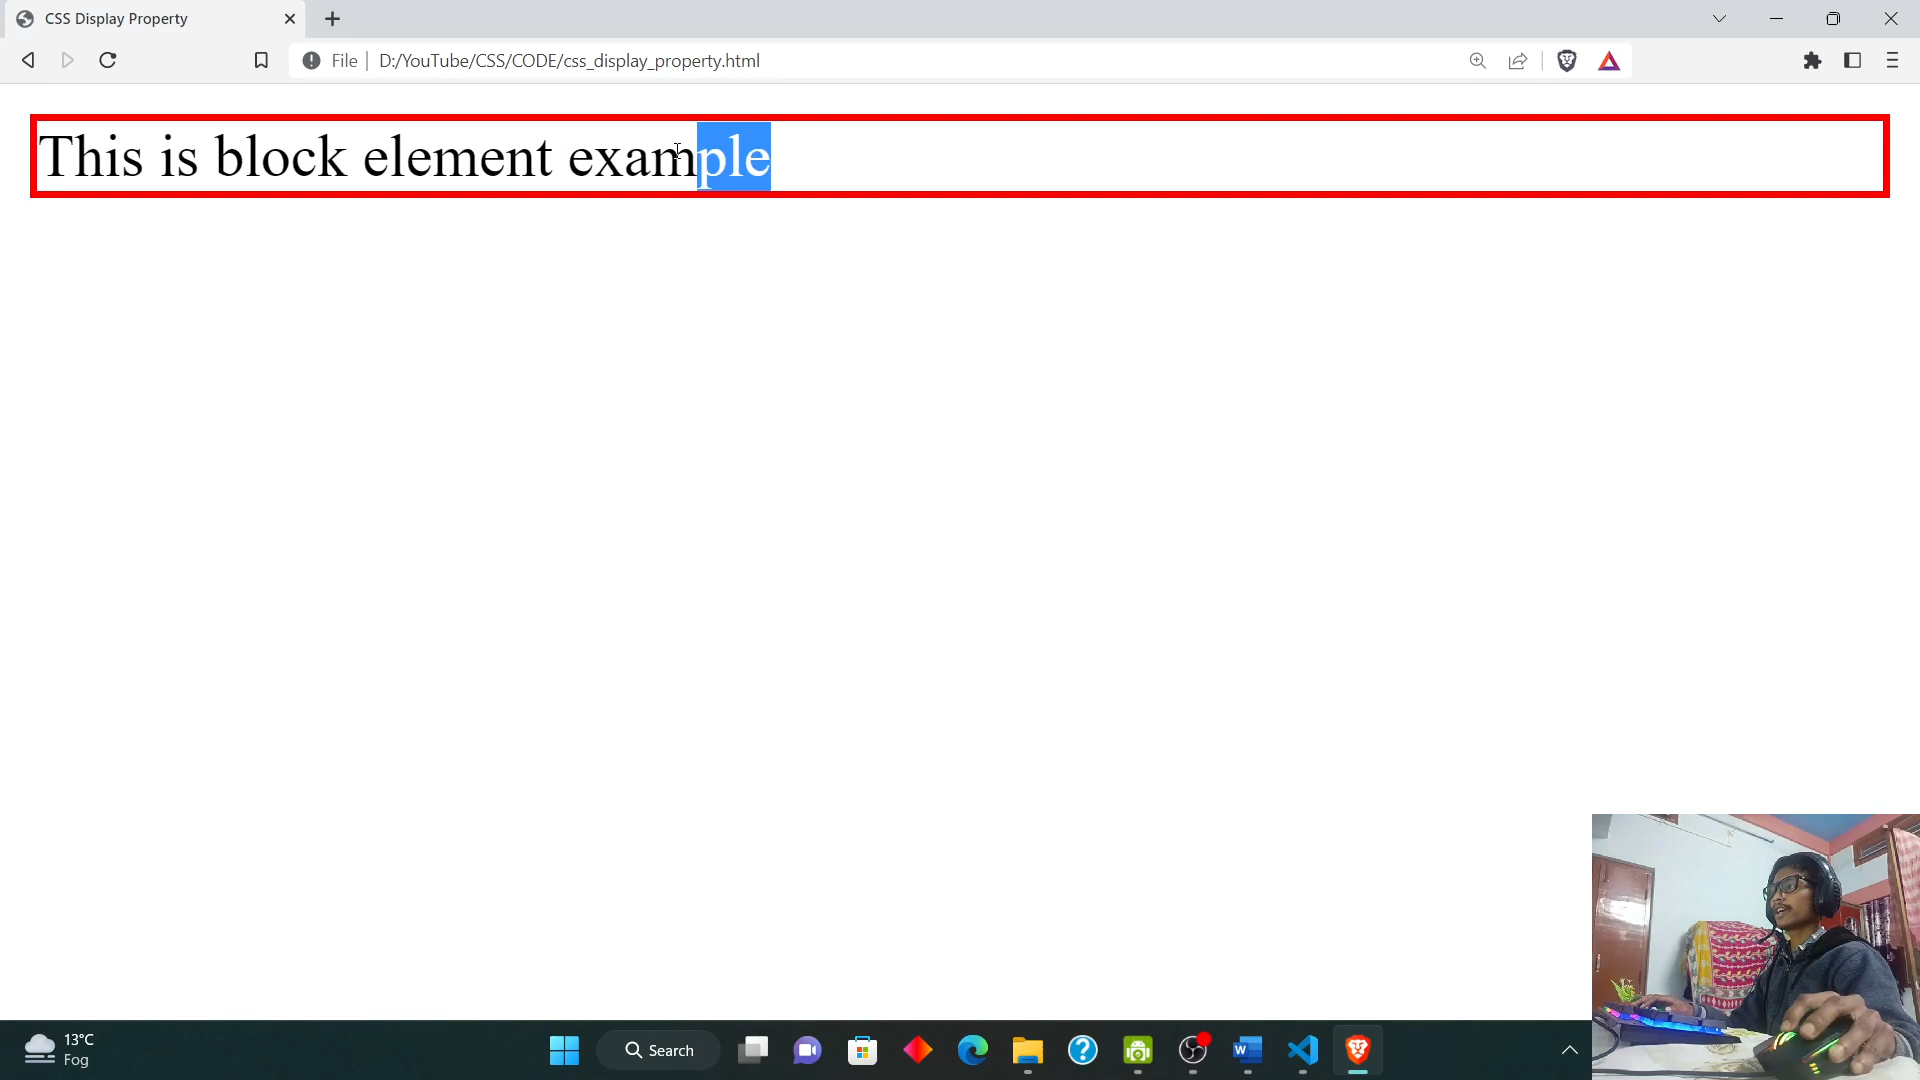 CSS Display Property
File
D:/YouTube/CSS/CODE/css_display_property.html
This is block element example
13°C
Fog
Search